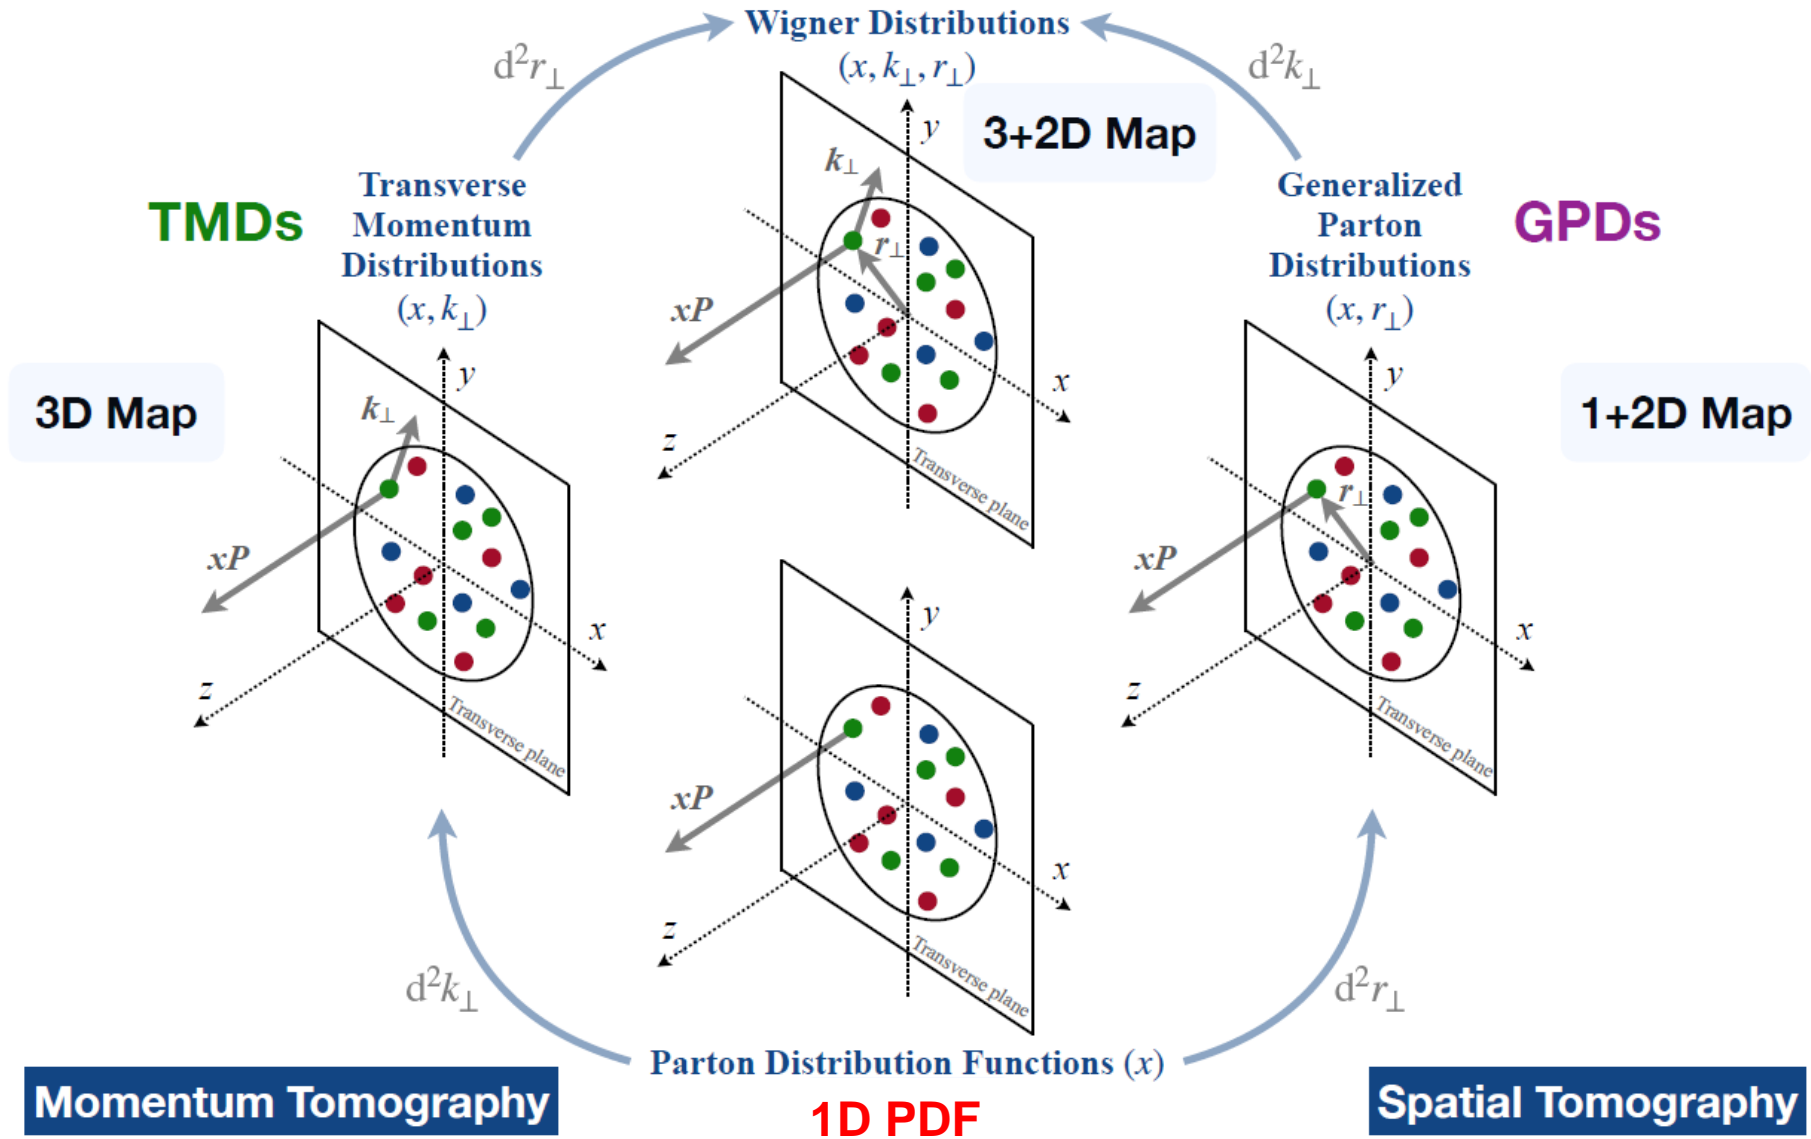 Wigner Distributions
(x, k⊥, r⊥)
d²r⊥
d²k⊥
3+2D Map
y
k⊥
r⊥
xP
x
z
Transverse plane
TMDs
Transverse
Momentum
Distributions
(x, k⊥)
3D Map
y
k⊥
xP
x
z
Transverse plane
Generalized
Parton
Distributions
(x, r⊥)
GPDs
1+2D Map
y
r⊥
xP
x
z
Transverse plane
y
xP
x
z
Transverse plane
d²k⊥
d²r⊥
Parton Distribution Functions (x)
Momentum Tomography
1D PDF
Spatial Tomography